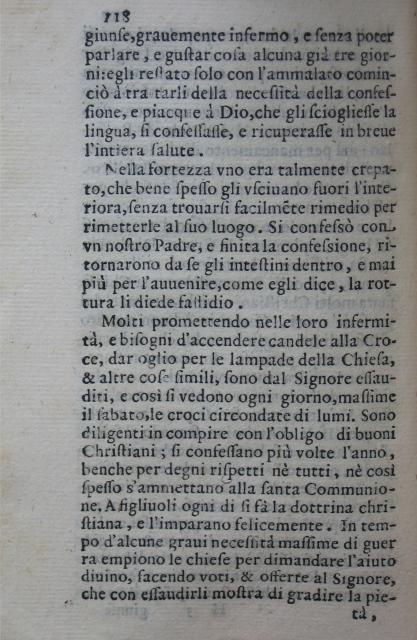 118
giunſe,grauemente infermo, e ſenza poter
parlare, e guſtar coſa alcuna già tre gior-
ni:egli reſtato ſolo con l'ammalato comin-
ciò à tra tarli della neceſſità della confeſ-
ſione, e piacque à Dio,che gli ſcioglieſſe la
lingua, ſi confeſſaſſe, e ricuperaſſe in breue
l'intiera ſalute.
Nella fortezza vno era talmente crepa-
to,che bene ſpeſſo gli vſciuano fuori l'inte-
riora,ſenza trouarſi facilmẽte rimedio per
rimetterle al ſuo luogo. Si confeſsò con
vn noſtro Padre, e finita la confeſſione, ri-
tornarono da ſe gli inteſtini dentro, e mai
più per l'auuenire,come egli dice, la rot-
tura li diede faſtidio.
Molti promettendo nelle loro infermi-
tà, e biſogni d'accendere candele alla Cro-
ce, dar oglio per le lampade della Chieſa,
& altre coſe ſimili, ſono dal Signore eſſau-
diti, e così ſi vedono ogni giorno,maſſime
il ſabato,le croci circondate di lumi. Sono
diligenti in compire con l'obligo di buoni
Chriſtiani; ſi confeſſano più volte l'anno,
benche per degni riſpetti nè tutti, nè così
ſpeſſo s'ammettano alla ſanta Communio-
ne. A figliuoli ogni dì ſi fà la dottrina chri-
ſtiana, e l'imparano felicemente. In tem-
po d'alcune graui neceſſità maſſime di guer
ra empiono le chieſe per dimandare l'aiuto
diuino, facendo voti, & offerte al Signore,
che con eſſaudirli moſtra di gradire la pie-
tà,